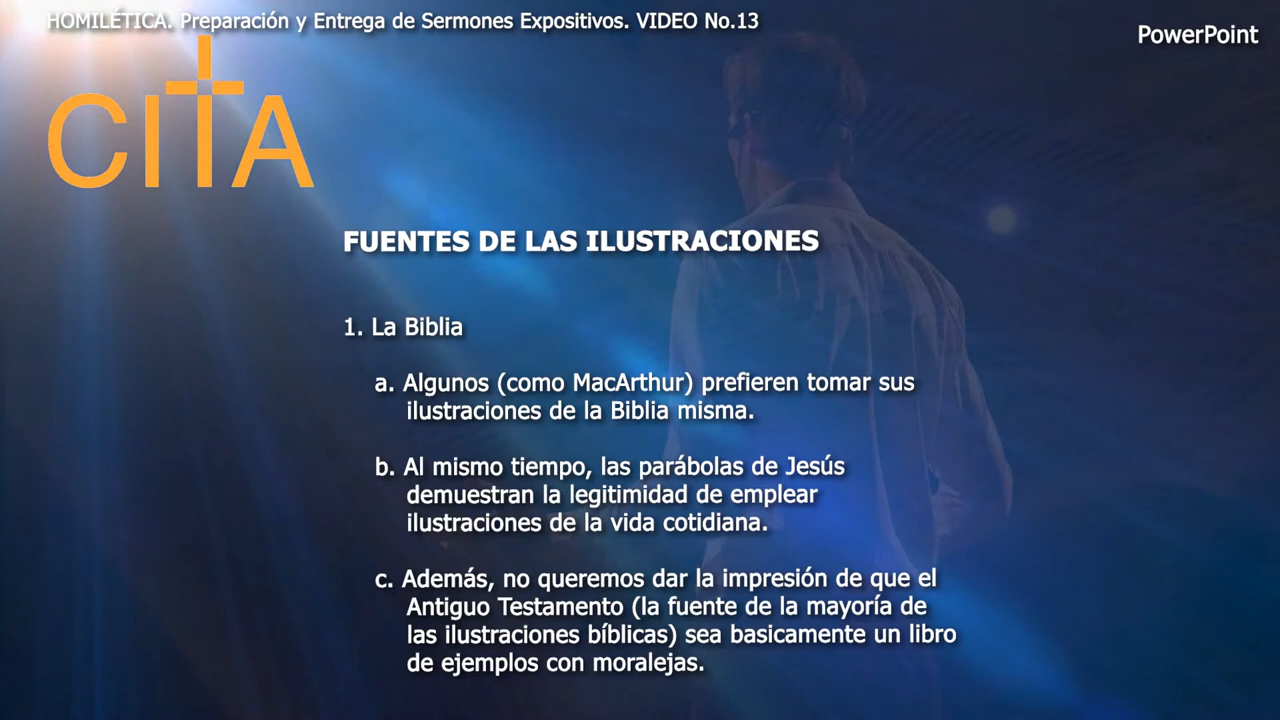 HOMILÉTICA. Preparación y Entrega de Sermones Expositivos. VIDEO No.13
PowerPoint
CITA
FUENTES DE LAS ILUSTRACIONES
1. La Biblia
a. Algunos (como MacArthur) prefieren tomar sus
ilustraciones de la Biblia misma.
b. Al mismo tiempo, las parábolas de Jesús
demuestran la legitimidad de emplear
ilustraciones de la vida cotidiana.
c. Además, no queremos dar la impresión de que el
Antiguo Testamento (la fuente de la mayoría de
las ilustraciones bíblicas) sea basicamente un libro
de ejemplos con moralejas.